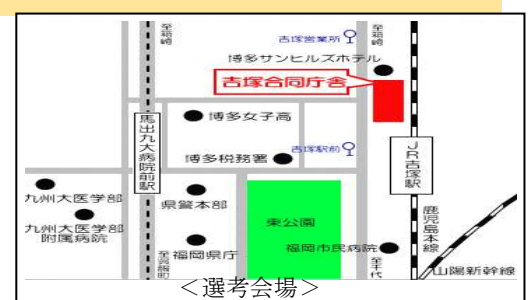 至箱崎
吉塚営業所
至箱崎
博多サンヒルズホテル
吉塚合同庁舎
博多女子高
馬出九大病院前駅
吉塚駅前
博多税務署
JR吉塚駅
九州大医学部
県警本部
九州大医学部
附属病院
東公園
鹿児島本線
福岡県庁
福岡市民病院
至呉服町
至千代
山陽新幹線
＜選考会場＞